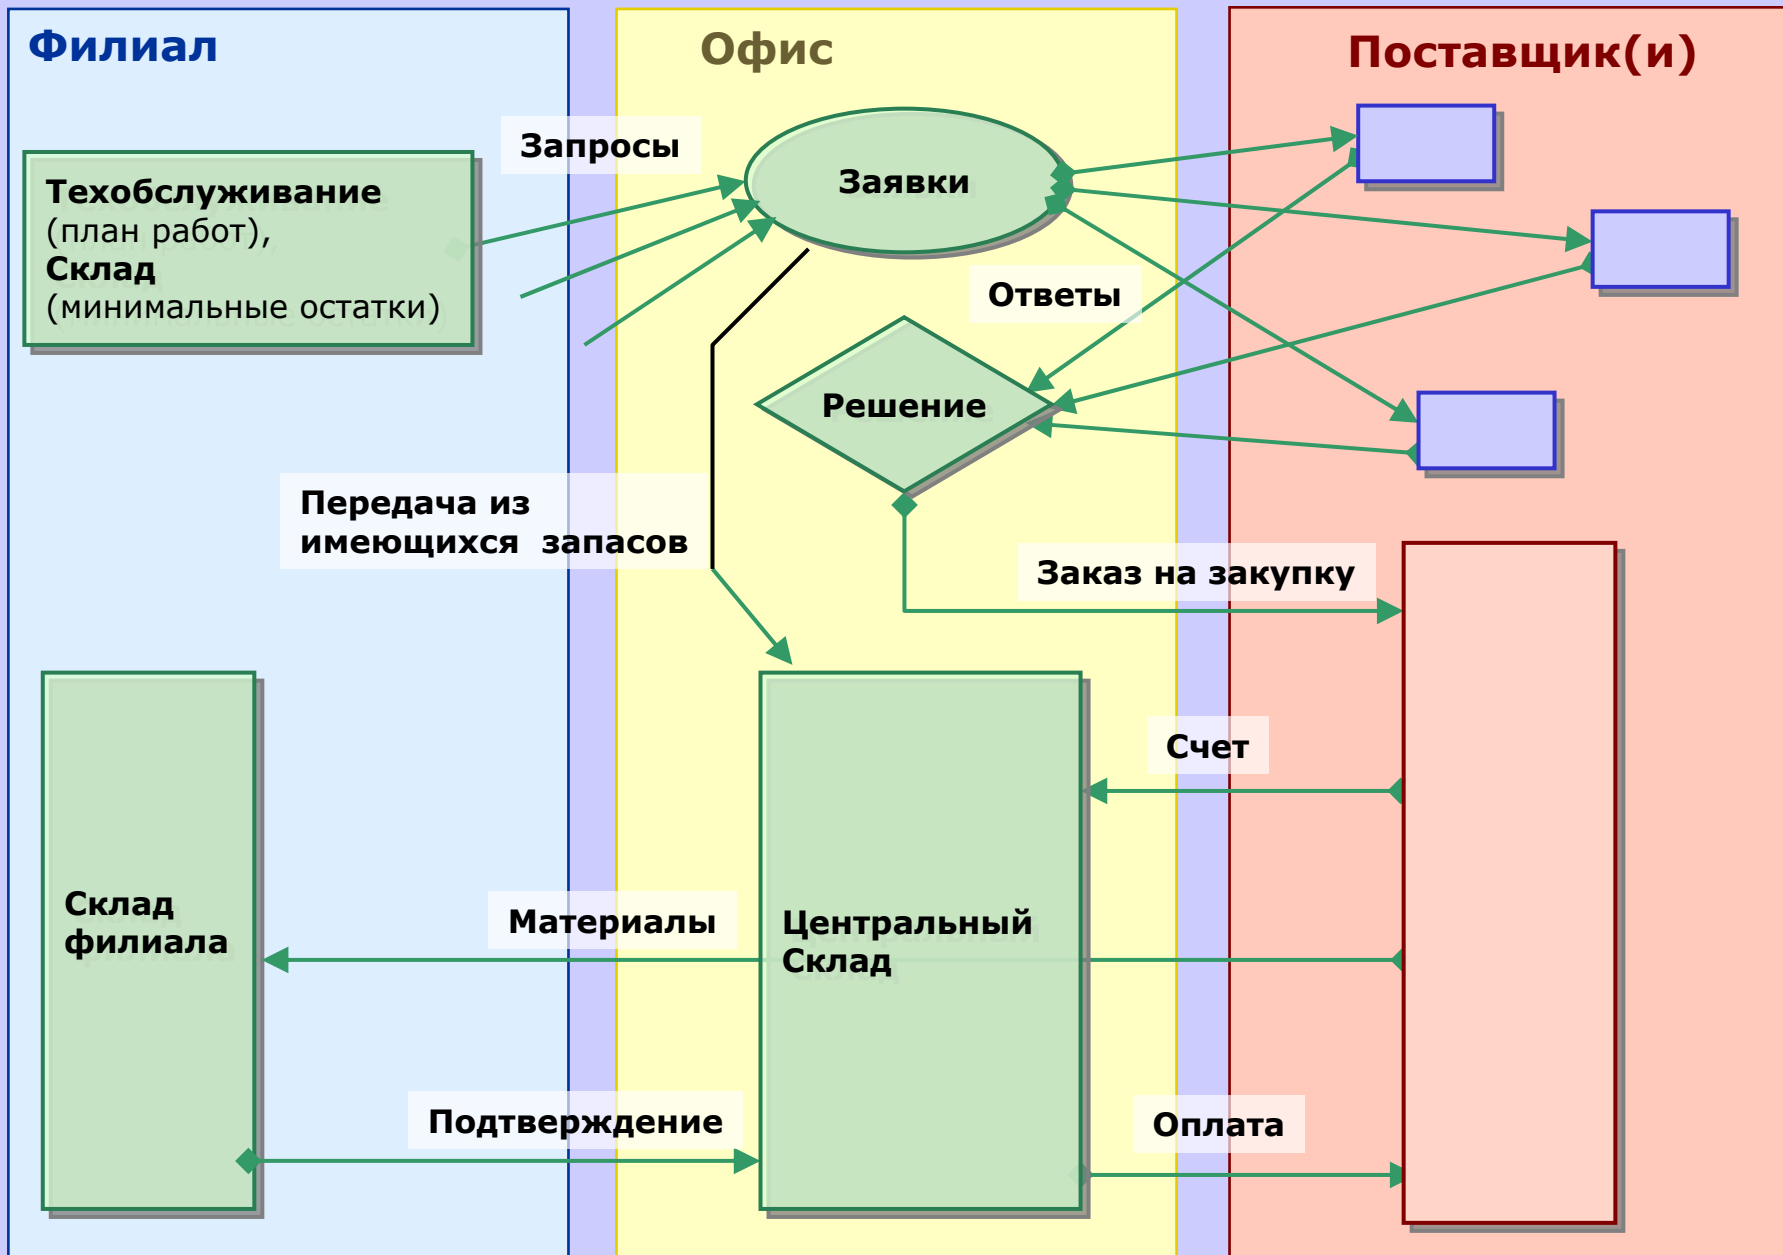 Филиал
Офис
Поставщик(и)
Запросы
Заявки
Техобслуживание
(план работ),
Склад
(минимальные остатки)
Ответы
Решение
Передача из
имеющихся запасов
Заказ на закупку
Счет
Склад
филиала
Материалы
Центральный
Склад
Подтверждение
Оплата